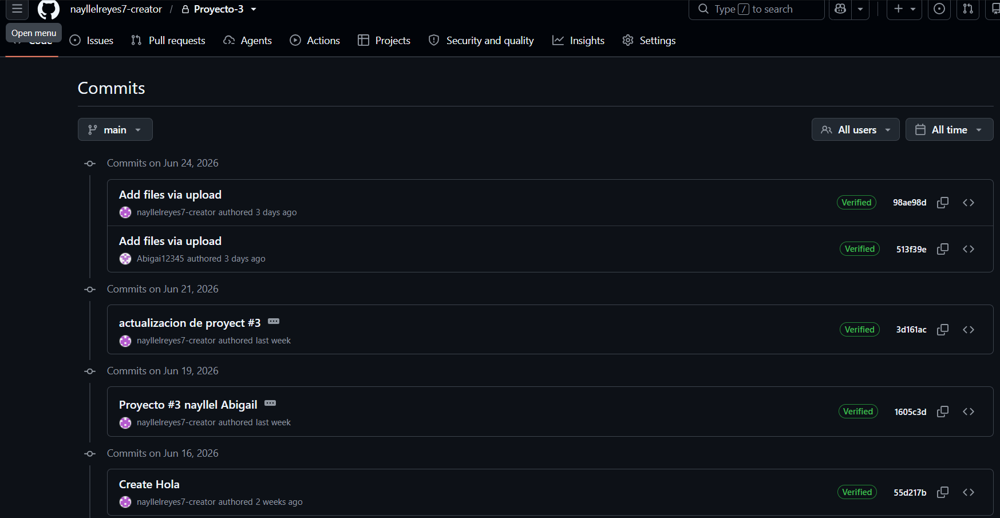 nayllelreyes7-creator / Proyecto-3
Type / to search
Open menu
Code
Issues
Pull requests
Agents
Actions
Projects
Security and quality
Insights
Settings
Commits
main
All users
All time
Commits on Jun 24, 2026
Add files via upload
nayllelreyes7-creator authored 3 days ago
Verified
98ae98d
Add files via upload
Abigai12345 authored 3 days ago
Verified
513f39e
Commits on Jun 21, 2026
actualizacion de proyect #3
nayllelreyes7-creator authored last week
Verified
3d161ac
Commits on Jun 19, 2026
Proyecto #3 nayllel Abigail
nayllelreyes7-creator authored last week
Verified
1605c3d
Commits on Jun 16, 2026
Create Hola
nayllelreyes7-creator authored 2 weeks ago
Verified
55d217b